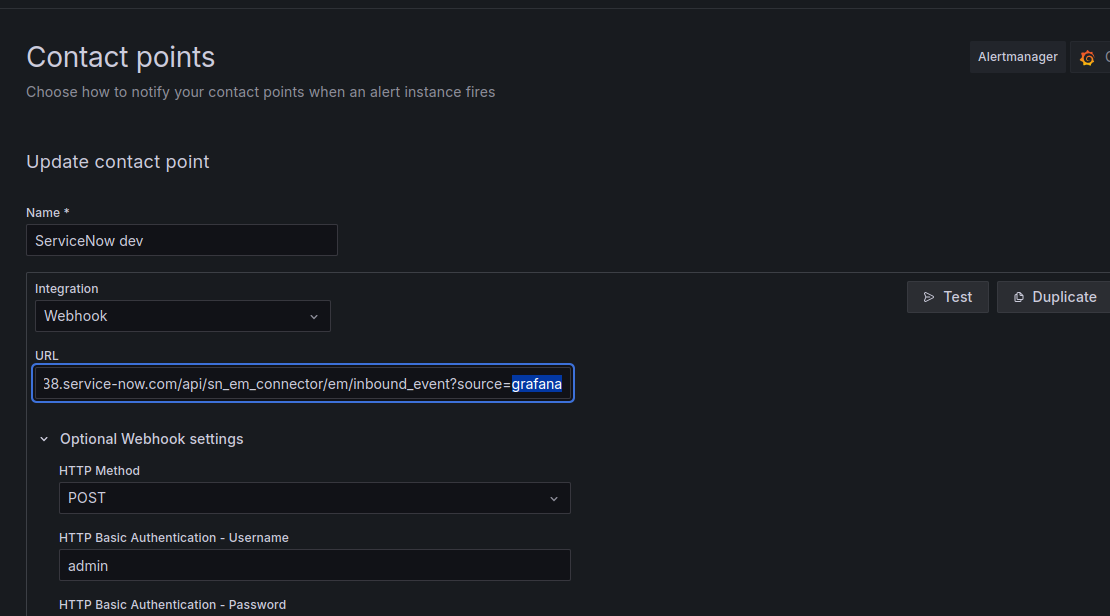 Contact points
Alertmanager
Choose how to notify your contact points when an alert instance fires
Update contact point
Name *
ServiceNow dev
Integration
Webhook
Test
Duplicate
URL
38.service-now.com/api/sn_em_connector/em/inbound_event?source=grafana
Optional Webhook settings
HTTP Method
POST
HTTP Basic Authentication - Username
admin
HTTP Basic Authentication - Password